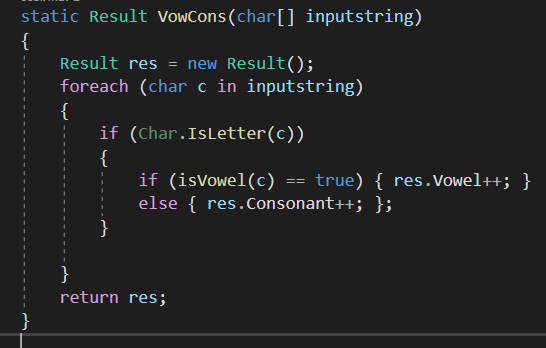 static Result VowCons(char[] inputstring)
{
Result res = new Result();
foreach (char c in inputstring)
{
if (Char.IsLetter(c))
{
if (isVowel(c) == true) { res.Vowel++; }
else { res.Consonant++; };
}
}
return res;
}